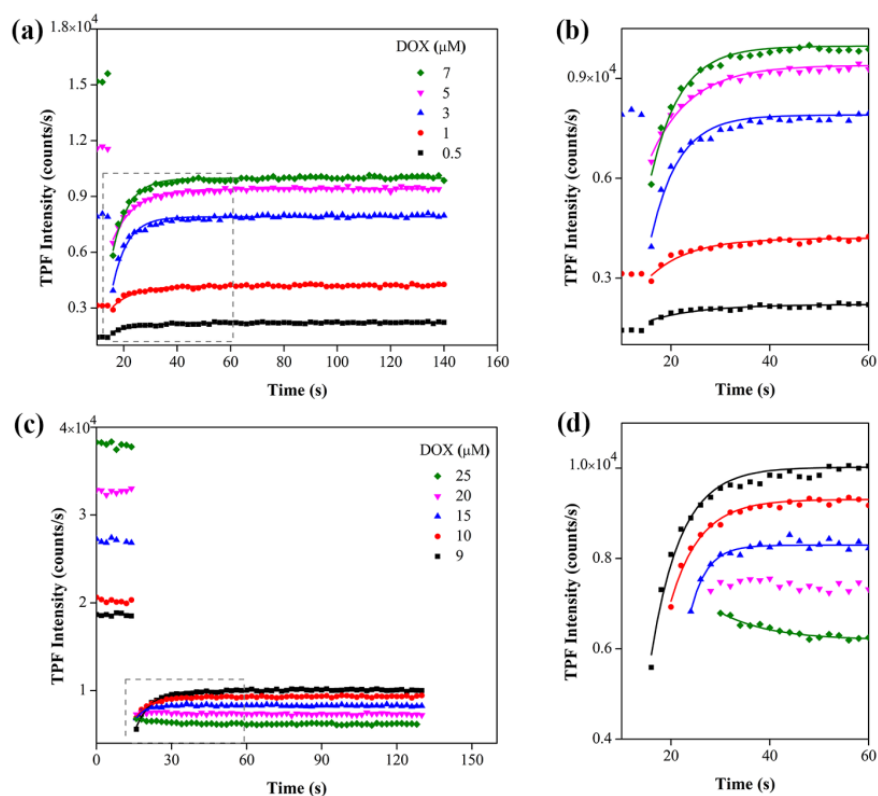 (a)
1.8×10⁴
1.5
1.2
0.9
0.6
0.3
TPF Intensity (counts/s)
DOX (μM)
7
5
3
1
0.5
20 40 60 80 100 120 140 160
Time (s)
(b)
0.9×10⁴
0.6
0.3
TPF Intensity (counts/s)
20 40 60
Time (s)
(c)
4×10⁴
3
2
1
TPF Intensity (counts/s)
DOX (μM)
25
20
15
10
9
0 30 60 90 120 150
Time (s)
(d)
1.0×10⁴
0.8
0.6
0.4
TPF Intensity (counts/s)
20 40 60
Time (s)